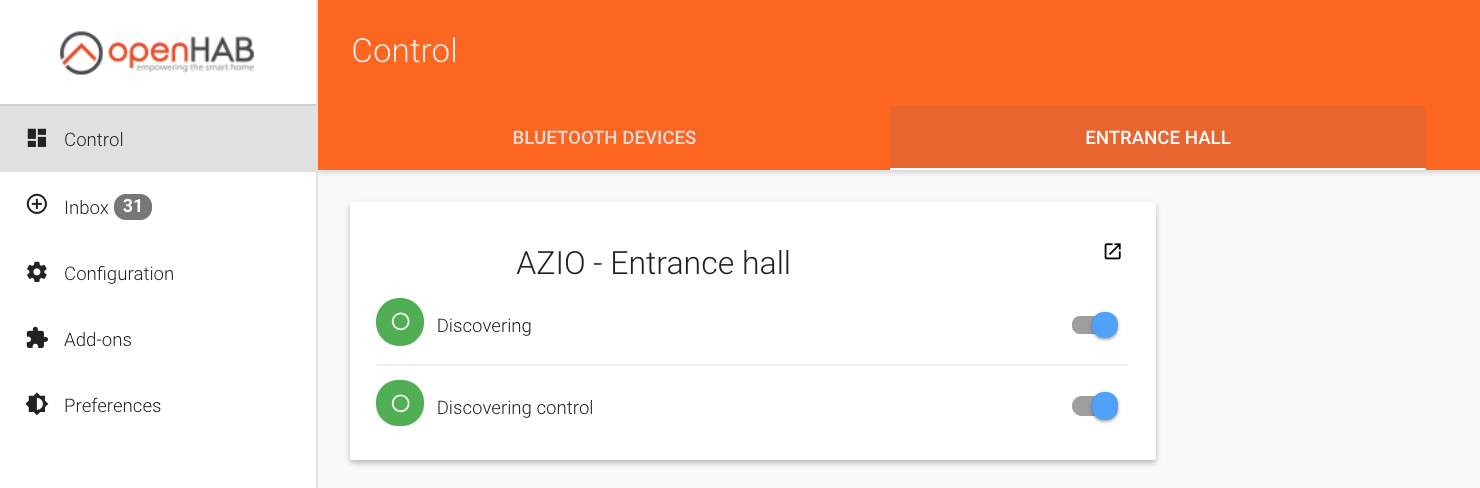 openHAB
empowering the smart home
Control
Inbox 31
Configuration
Add-ons
Preferences
Control
BLUETOOTH DEVICES
ENTRANCE HALL
AZIO - Entrance hall
Discovering
Discovering control